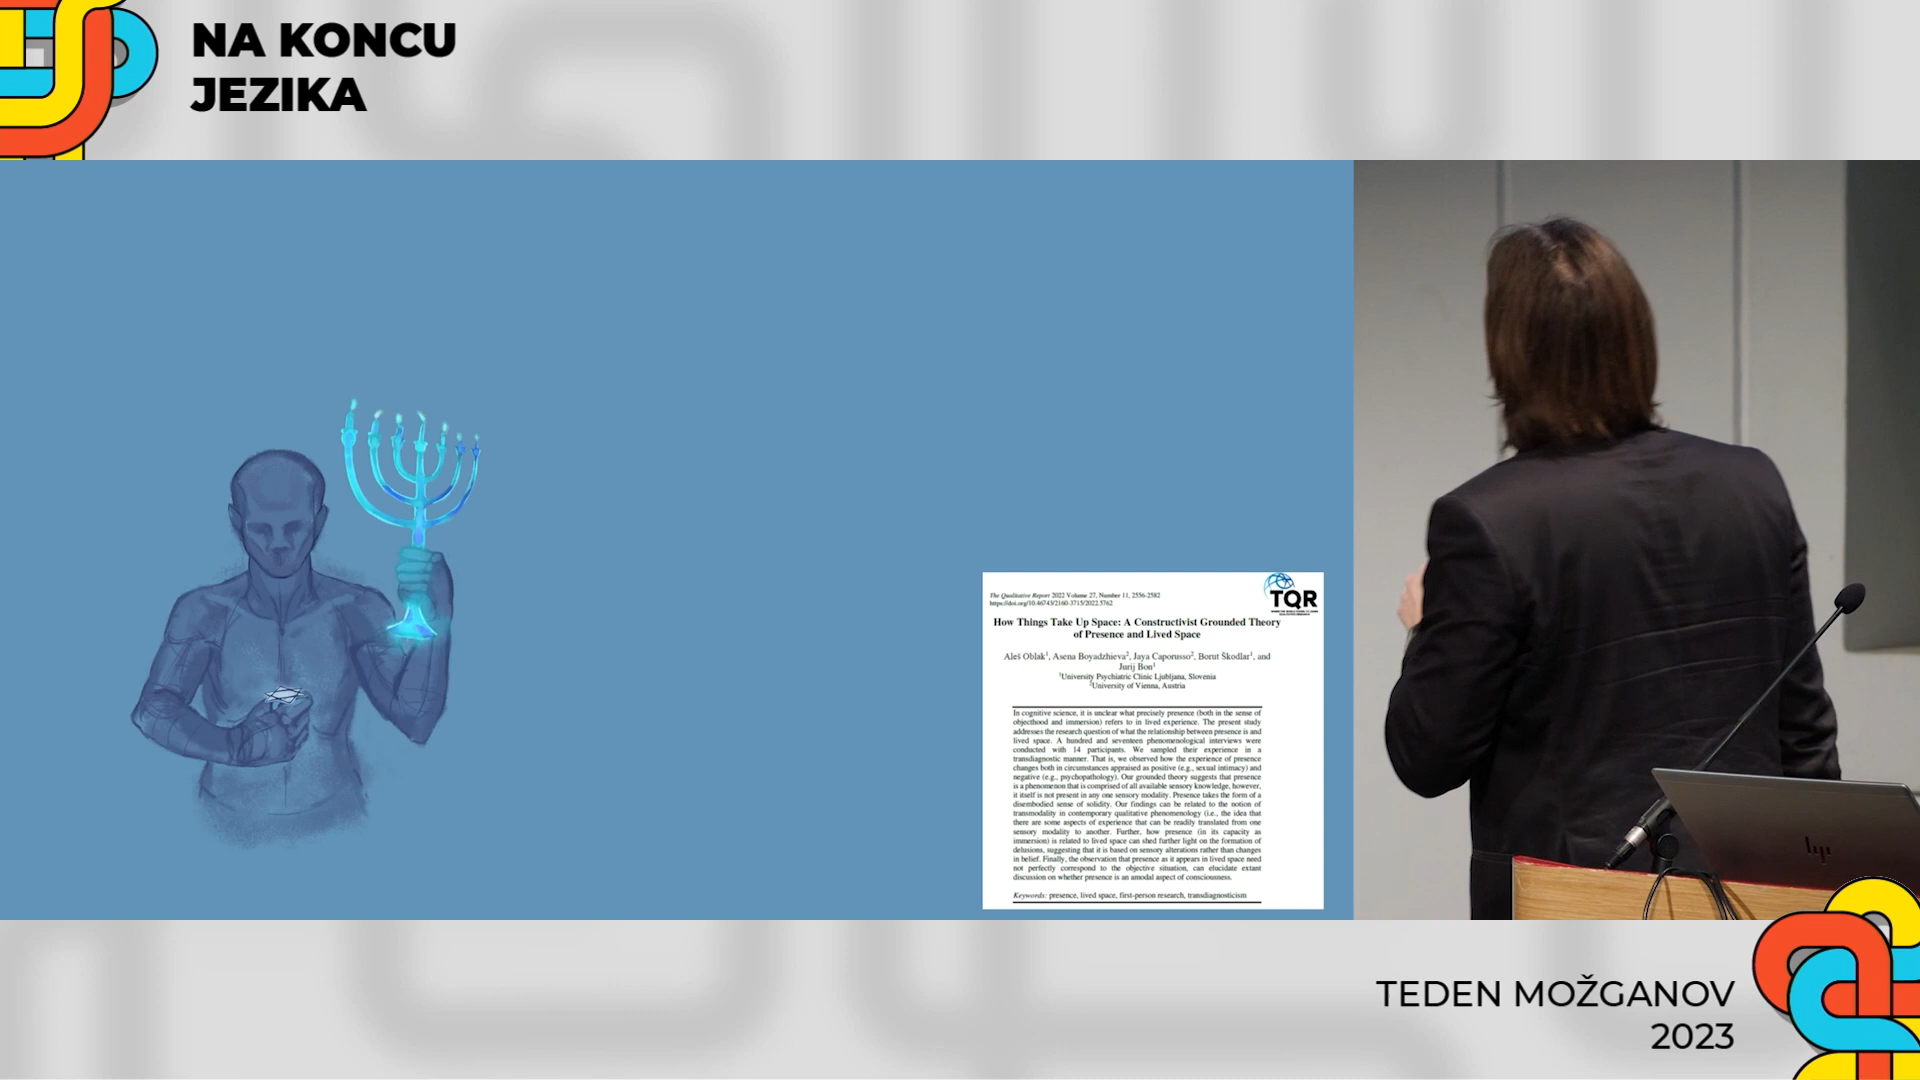 NA KONCU
JEZIKA
TQR
The Qualitative Report 2022 Volume 27, Number 11, 2556-2582
https://doi.org/10.46743/2160-3715/2022.5762
How Things Take Up Space: A Constructivist Grounded Theory
of Presence and Lived Space
Aleš Oblak1, Asena Boyadzhieva2, Jaya Caporusso2, Borut Škodlar1, and
Jurij Bon1
1University Psychiatric Clinic Ljubljana, Slovenia
2University of Vienna, Austria
In cognitive science, it is unclear what precisely presence (both in the sense of
objecthood and immersion) refers to in lived experience. The present study
addresses the research question of what the relationship between presence is and
lived space. A hundred and seventeen phenomenological interviews were
conducted with 14 participants. We sampled their experience in a
transdiagnostic manner. That is, we observed how the experience of presence
changes both in circumstances appraised as positive (e.g., sexual intimacy) and
negative (e.g., psychopathology). Our grounded theory suggests that presence
is a phenomenon that is comprised of all available sensory knowledge, however,
it itself is not present in any one sensory modality. Presence takes the form of a
disembodied sense of solidity. Our findings can be related to the notion of
transmodality in contemporary qualitative phenomenology (i.e., the idea that
there are some aspects of experience that can be readily translated from one
sensory modality to another. Further, how presence (in its capacity as
immersion) is related to lived space can shed further light on the formation of
delusions, suggesting that it is based on sensory alterations rather than changes
in belief. Finally, the observation that presence as it appears in lived space need
not perfectly correspond to the objective situation, can elucidate extant
discussion on whether presence is an amodal aspect of consciousness.
Keywords: presence, lived space, first-person research, transdiagnosticism
hp
TEDEN MOŽGANOV
2023